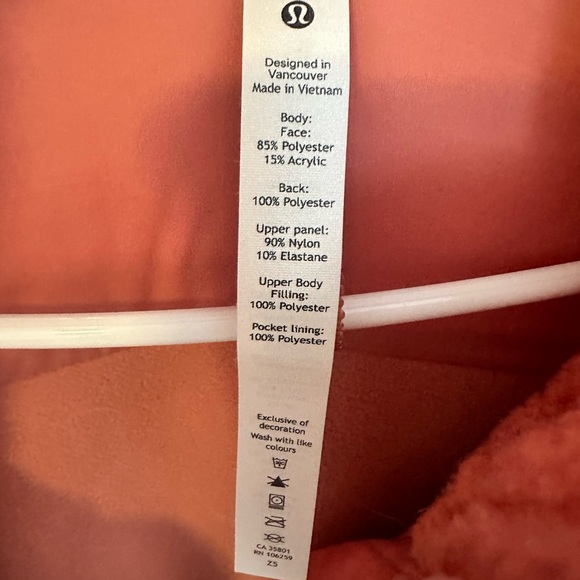 Designed in
Vancouver
Made in Vietnam
Body:
Face:
85% Polyester
15% Acrylic
Back:
100% Polyester
Upper panel:
90% Nylon
10% Elastane
Upper Body
Filling:
100% Polyester
Pocket lining:
100% Polyester
Exclusive of
decoration
Wash with like
colours
CA 35801
RN 106259
Z5